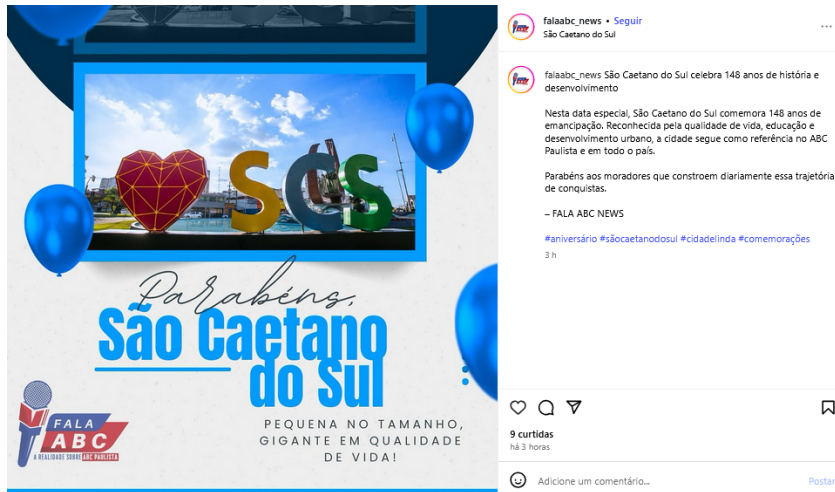 SCS
Parabéns,
São Caetano
do Sul
FALA
ABC
A REALIDADE SOBRE ABC PAULISTA
PEQUENA NO TAMANHO,
GIGANTE EM QUALIDADE
DE VIDA!
falaabc_news • Seguir
São Caetano do Sul
falaabc_news São Caetano do Sul celebra 148 anos de história e
desenvolvimento
Nesta data especial, São Caetano do Sul comemora 148 anos de
emancipação. Reconhecida pela qualidade de vida, educação e
desenvolvimento urbano, a cidade segue como referência no ABC
Paulista e em todo o país.
Parabéns aos moradores que constroem diariamente essa trajetória
de conquistas.
– FALA ABC NEWS
#aniversário #sãocaetanodosul #cidadelinda #comemorações
3 h
9 curtidas
há 3 horas
Adicione um comentário...
Postar